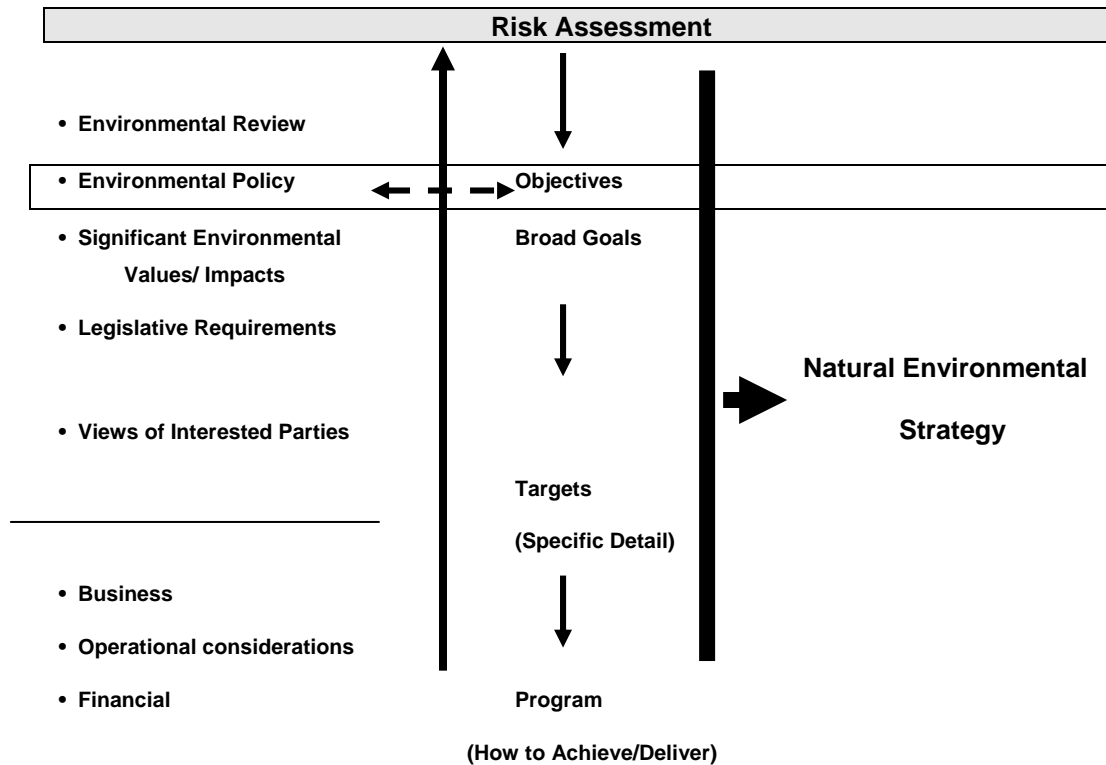 Risk Assessment
• Environmental Review
• Environmental Policy
Objectives
• Significant Environmental
Values/ Impacts
Broad Goals
• Legislative Requirements
Natural Environmental
Strategy
• Views of Interested Parties
Targets
(Specific Detail)
• Business
• Operational considerations
• Financial
Program
(How to Achieve/Deliver)